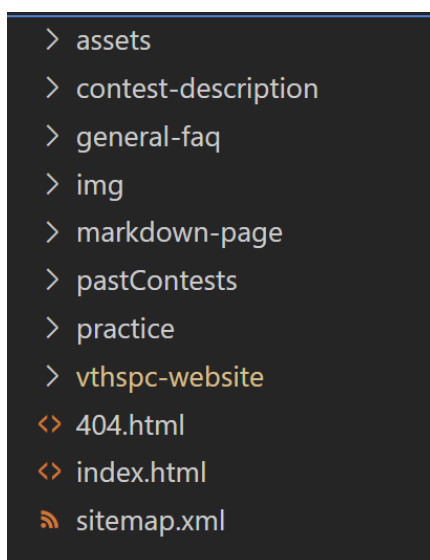 assets
contest-description
general-faq
img
markdown-page
pastContests
practice
vthspc-website
404.html
index.html
sitemap.xml